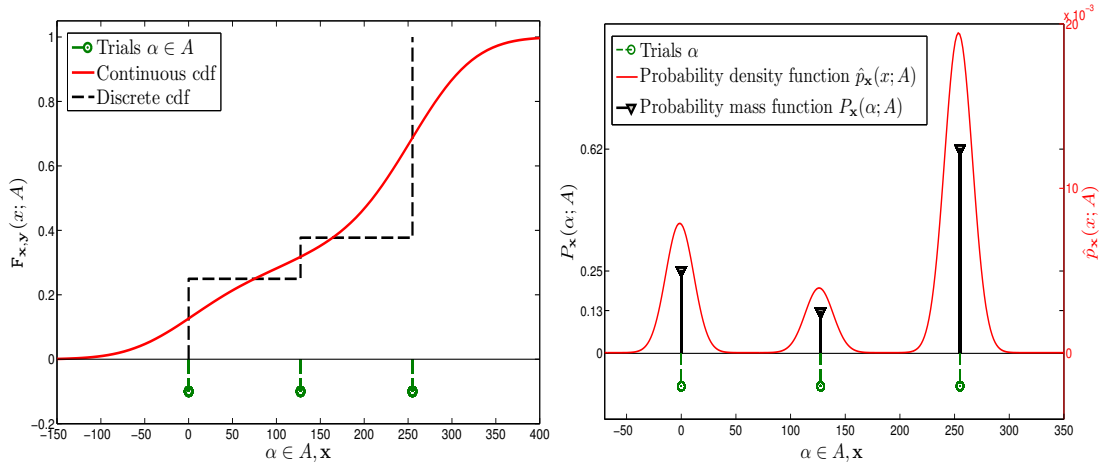 Trials α ∈ A
Continuous cdf
Discrete cdf
F_{x,y}(x; A)
1
0.8
0.6
0.4
0.2
0
−0.2
−150 −100 −50 0 50 100 150 200 250 300 350 400
α ∈ A, x
Trials α
Probability density function p̂_x(x; A)
Probability mass function P_x(α; A)
P_x(α; A)
0.62
0.25
0.13
0
−50 0 50 100 150 200 250 300 350
α ∈ A, x
x 10^{-3}
20
10
0
p̂_x(x; A)